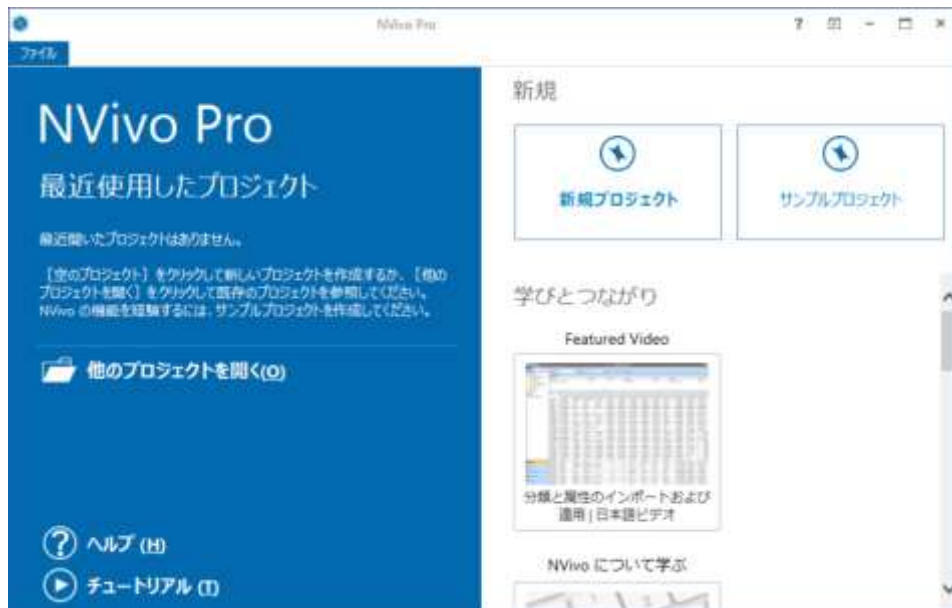 NVivo Pro
?
ファイル
NVivo Pro
最近使用したプロジェクト
最近開いたプロジェクトはありません。
［空のプロジェクト］をクリックして新しいプロジェクトを作成するか、［他の
プロジェクトを開く］をクリックして既存のプロジェクトを参照してください。
NVivo の機能を経験するには、サンプルプロジェクトを作成してください。
他のプロジェクトを開く(O)
ヘルプ (H)
チュートリアル (T)
新規
新規プロジェクト
サンプルプロジェクト
学びとつながり
Featured Video
分類と属性のインポートおよび
適用 | 日本語ビデオ
NVivo について学ぶ